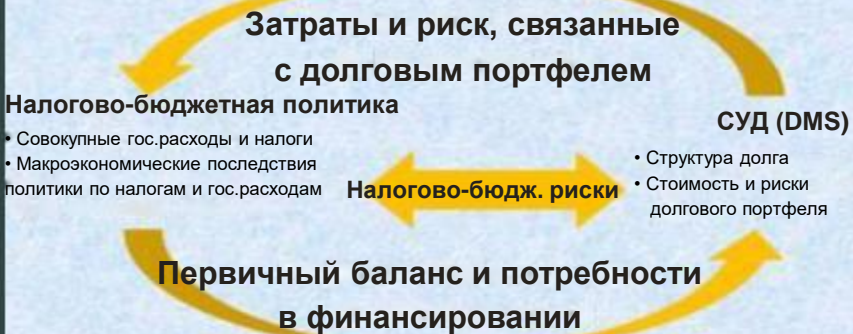 Затраты и риск, связанные
с долговым портфелем
Налогово-бюджетная политика
• Совокупные гос.расходы и налоги
• Макроэкономические последствия
политики по налогам и гос.расходам
Налогово-бюдж. риски
СУД (DMS)
• Структура долга
• Стоимость и риски
долгового портфеля
Первичный баланс и потребности
в финансировании